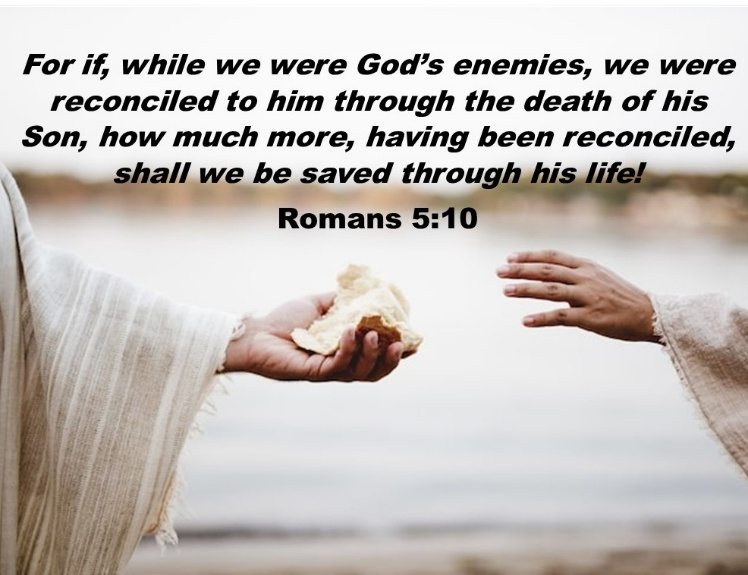 For if, while we were God’s enemies, we were
reconciled to him through the death of his
Son, how much more, having been reconciled,
shall we be saved through his life!
Romans 5:10